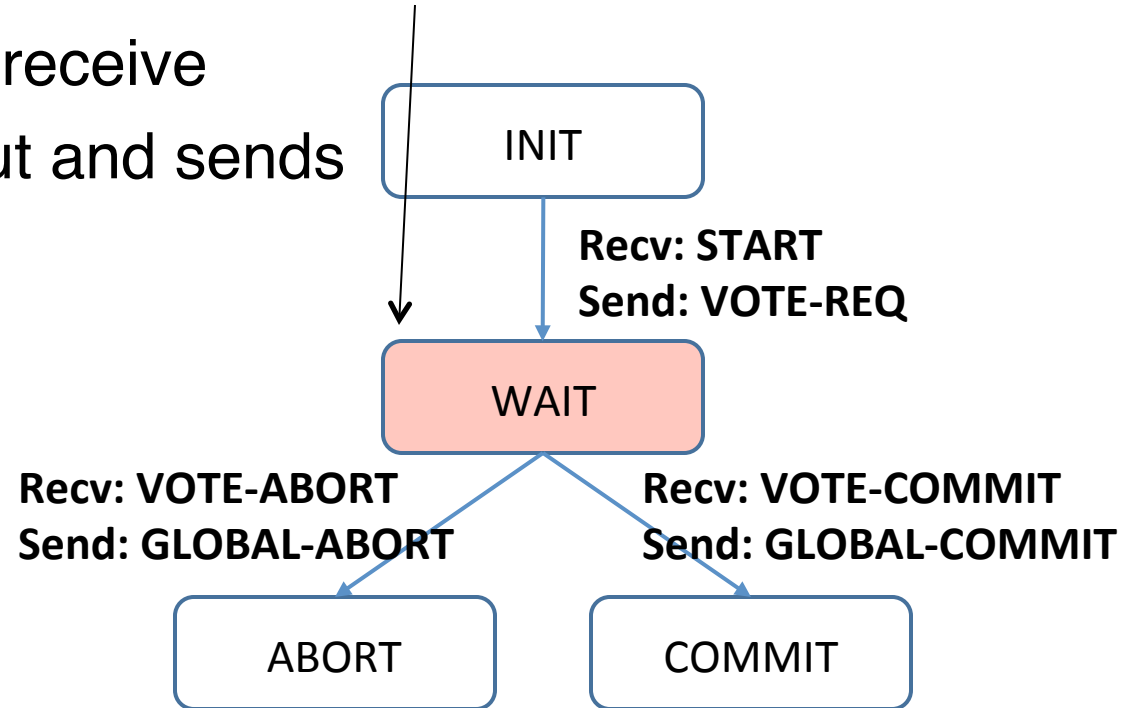 receive
and sends
INIT
Recv: START
Send: VOTE-REQ
WAIT
Recv: VOTE-ABORT
Send: GLOBAL-ABORT
Recv: VOTE-COMMIT
Send: GLOBAL-COMMIT
ABORT
COMMIT